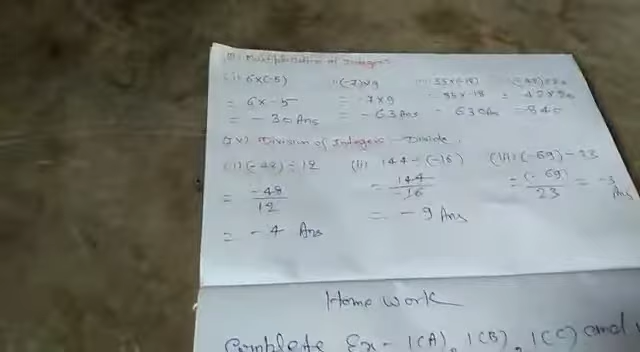 (III) Multiplication of Integers
(i) 6×(-5) (ii) (-7)×9 (iii) 35×(-18) (-42)×20
= 6×-5 = -7×9 35×-18 = -42×20
= -30 Ans = -63 Ans - 630 Ans -840
(IV) Division of Integers Divide.
(i) (-48) ÷ 12 (ii) 144 ÷ (-16) (iii) (-69) ÷ 23
= -48/12 = 144/-16 = (-69)/23 = -3 Ans
= -4 Ans = -9 Ans
Home work
Complete Ex- 1(A), 1(B), 1(C) and